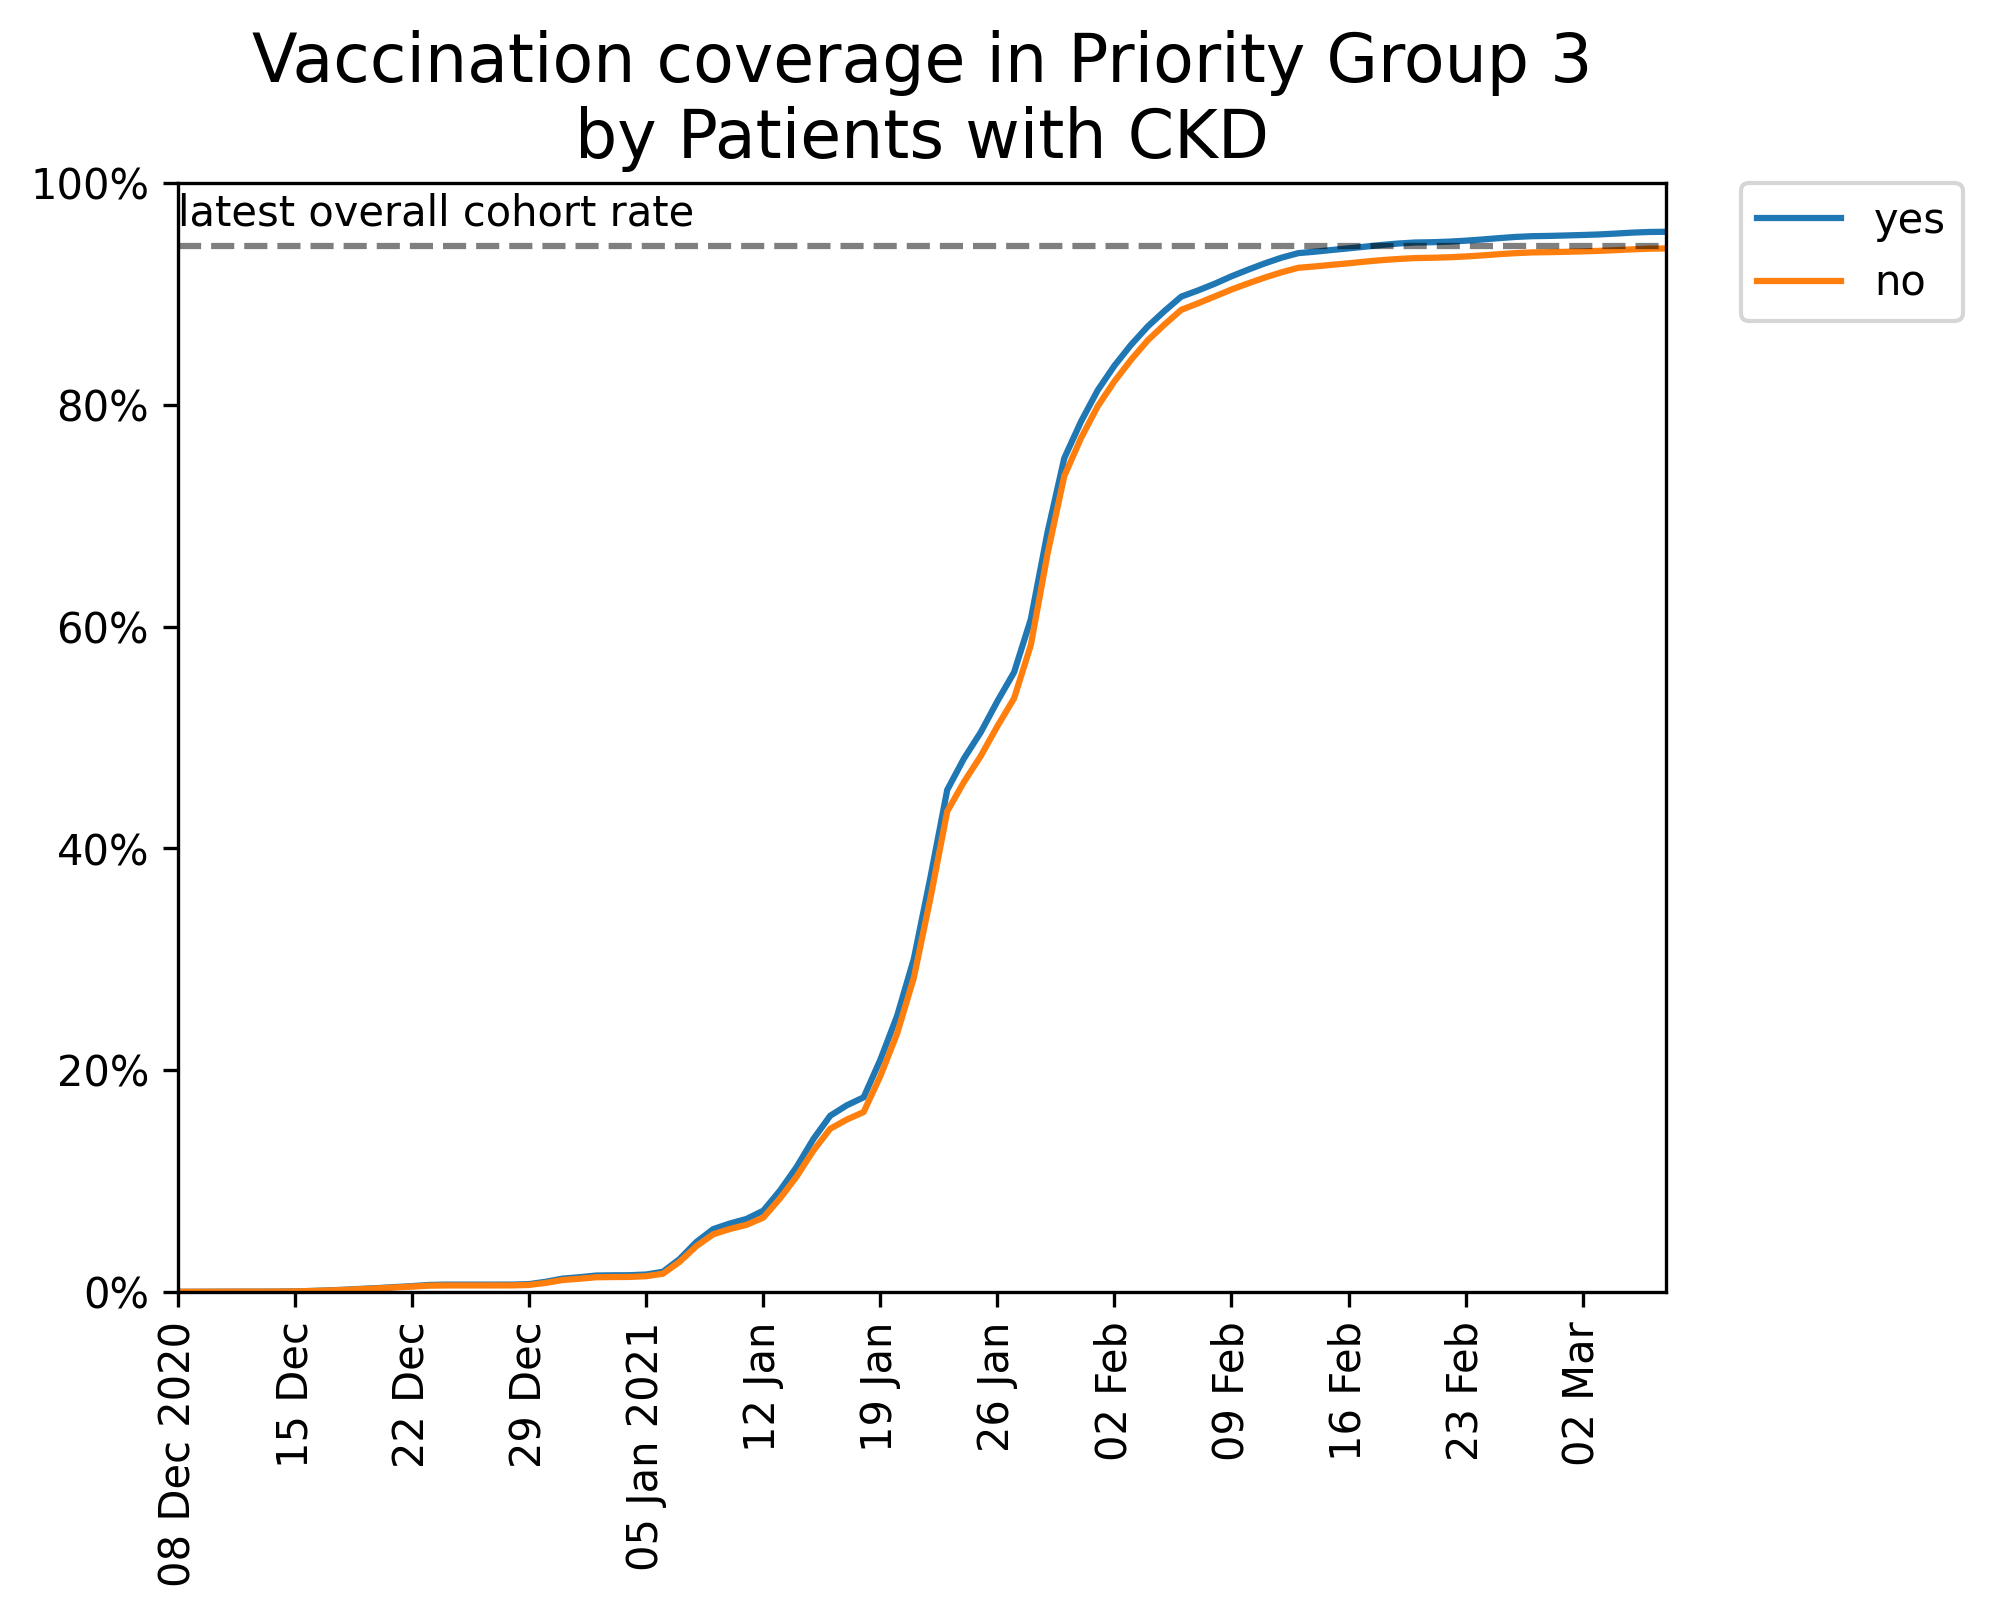 Vaccination coverage in Priority Group 3
by Patients with CKD
100%
80%
60%
40%
20%
0%
latest overall cohort rate
yes
no
08 Dec 2020
15 Dec
22 Dec
29 Dec
05 Jan 2021
12 Jan
19 Jan
26 Jan
02 Feb
09 Feb
16 Feb
23 Feb
02 Mar